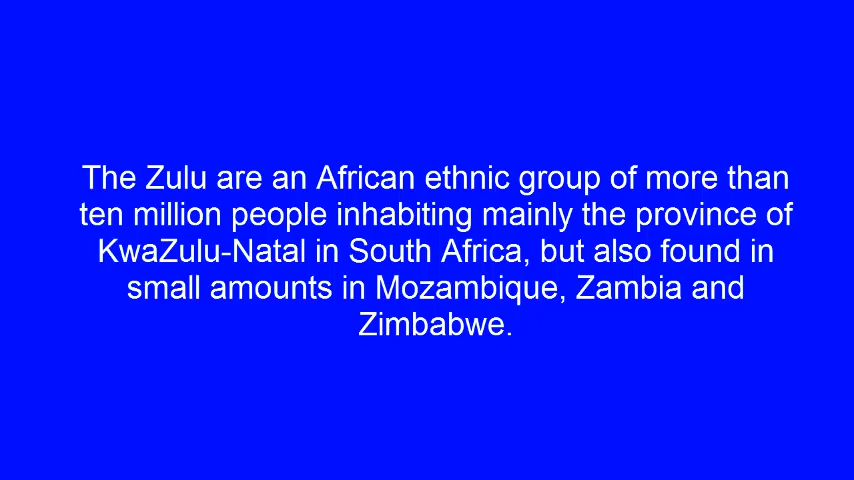 The Zulu are an African ethnic group of more than
ten million people inhabiting mainly the province of
KwaZulu-Natal in South Africa, but also found in
small amounts in Mozambique, Zambia and
Zimbabwe.